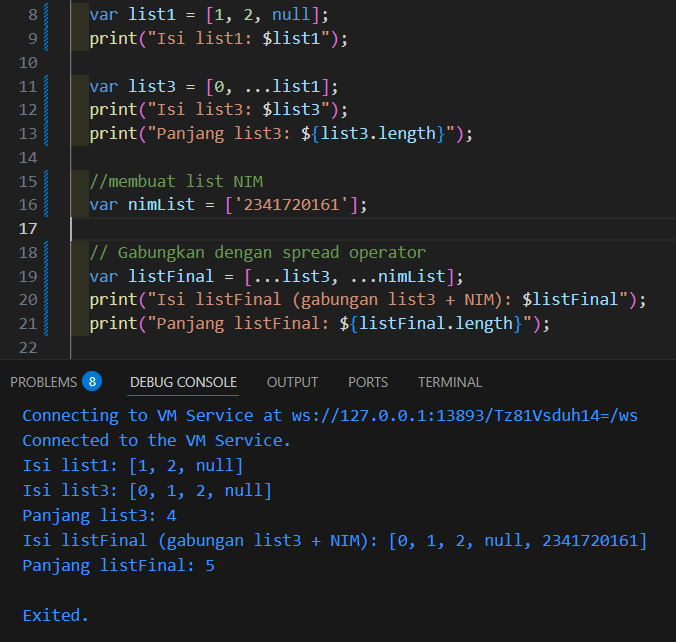 8 var list1 = [1, 2, null];
9 print("Isi list1: $list1");
10
11 var list3 = [0, ...list1];
12 print("Isi list3: $list3");
13 print("Panjang list3: ${list3.length}");
14
15 //membuat list NIM
16 var nimList = ['2341720161'];
17
18 // Gabungkan dengan spread operator
19 var listFinal = [...list3, ...nimList];
20 print("Isi listFinal (gabungan list3 + NIM): $listFinal");
21 print("Panjang listFinal: ${listFinal.length}");
22
PROBLEMS 8 DEBUG CONSOLE OUTPUT PORTS TERMINAL
Connecting to VM Service at ws://127.0.0.1:13893/Tz81Vsduh14=/ws
Connected to the VM Service.
Isi list1: [1, 2, null]
Isi list3: [0, 1, 2, null]
Panjang list3: 4
Isi listFinal (gabungan list3 + NIM): [0, 1, 2, null, 2341720161]
Panjang listFinal: 5
Exited.